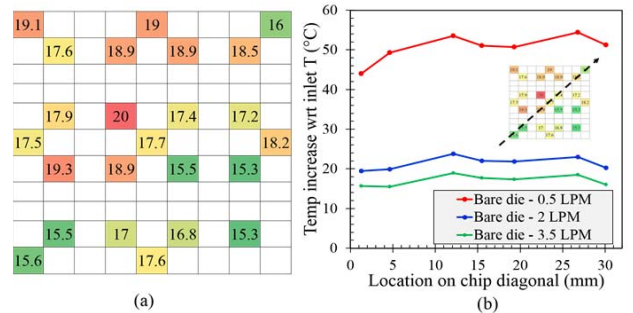 19.1 19 16
17.6 18.9 18.9 18.5
17.9 20 17.4 17.2
17.5 17.7 18.2
19.3 18.9 15.5 15.3
15.5 17 16.8 15.3
15.6 17.6
(a)
Temp increase wrt inlet T (°C)
60
50
40
30
20
10
0
Bare die - 0.5 LPM
Bare die - 2 LPM
Bare die - 3.5 LPM
0 5 10 15 20 25 30
Location on chip diagonal (mm)
(b)